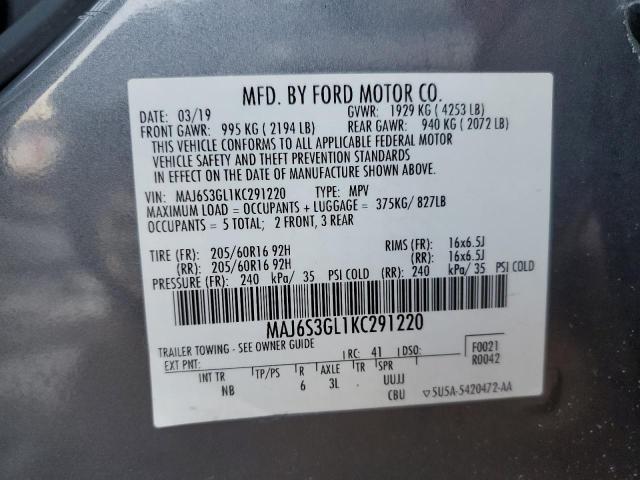 MFD. BY FORD MOTOR CO.
DATE: 03/19 GVWR: 1929 KG ( 4253 LB)
FRONT GAWR: 995 KG ( 2194 LB) REAR GAWR: 940 KG ( 2072 LB)
THIS VEHICLE CONFORMS TO ALL APPLICABLE FEDERAL MOTOR
VEHICLE SAFETY AND THEFT PREVENTION STANDARDS
IN EFFECT ON THE DATE OF MANUFACTURE SHOWN ABOVE.
VIN: MAJ6S3GL1KC291220 TYPE: MPV
MAXIMUM LOAD = OCCUPANTS + LUGGAGE = 375KG/ 827LB
OCCUPANTS = 5 TOTAL; 2 FRONT, 3 REAR
TIRE (FR): 205/60R16 92H RIMS (FR): 16x6.5J
(RR): 205/60R16 92H (RR): 16x6.5J
PRESSURE (FR): 240 kPa/ 35 PSI COLD (RR): 240 kPa/ 35 PSI COLD
MAJ6S3GL1KC291220
TRAILER TOWING - SEE OWNER GUIDE
EXT PNT: RC: 41 DSO: F0021
R0042
INT TR TP/PS R AXLE TR SPR
NB 6 3L UUJJ
CBU 5U5A-5420472-AA